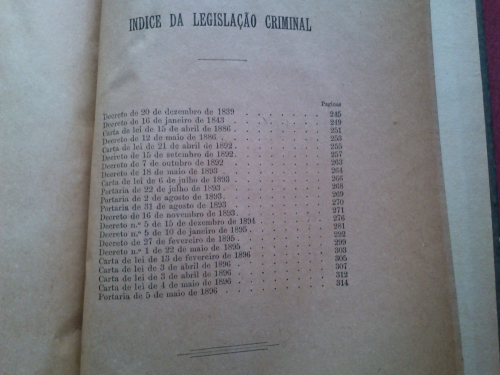 INDICE DA LEGISLAÇÃO CRIMINAL
Paginas
Decreto de 20 de dezembro de 1839 . . . . . . . 245
Decreto de 16 de janeiro de 1843 . . . . . . . 249
Carta de lei de 15 de abril de 1886 . . . . . . . 251
Decreto de 12 de maio de 1886 . . . . . . . 253
Carta de lei de 21 de abril de 1892 . . . . . . . 255
Decreto de 15 de setembro de 1892 . . . . . . . 257
Decreto de 7 de outubro de 1892 . . . . . . . 263
Decreto de 18 de maio de 1893 . . . . . . . 264
Carta de lei de 6 de julho de 1893 . . . . . . . 266
Portaria de 22 de julho de 1893 . . . . . . . 268
Portaria de 2 de agosto de 1893 . . . . . . . 269
Portaria de 31 de agosto de 1893 . . . . . . . 270
Decreto de 16 de novembro de 1893 . . . . . . . 271
Decreto n.º 5 de 15 de dezembro de 1894 . . . . . . . 276
Decreto n.º 5 de 10 de janeiro de 1895 . . . . . . . 281
Decreto de 27 de fevereiro de 1895 . . . . . . . 292
Decreto n.º 1 de 22 de maio de 1895 . . . . . . . 299
Carta de lei de 13 de fevereiro de 1896 . . . . . . . 303
Carta de lei de 3 de abril de 1896 . . . . . . . 305
Carta de lei de 3 de abril de 1896 . . . . . . . 307
Carta de lei de 4 de maio de 1896 . . . . . . . 312
Portaria de 5 de maio de 1896 . . . . . . . 314